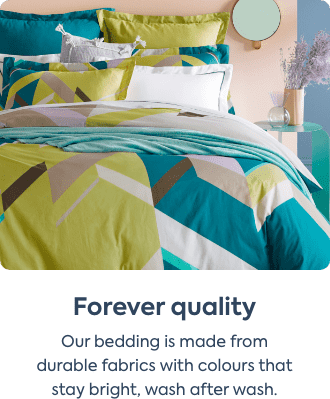 Forever quality
Our bedding is made from
durable fabrics with colours that
stay bright, wash after wash.